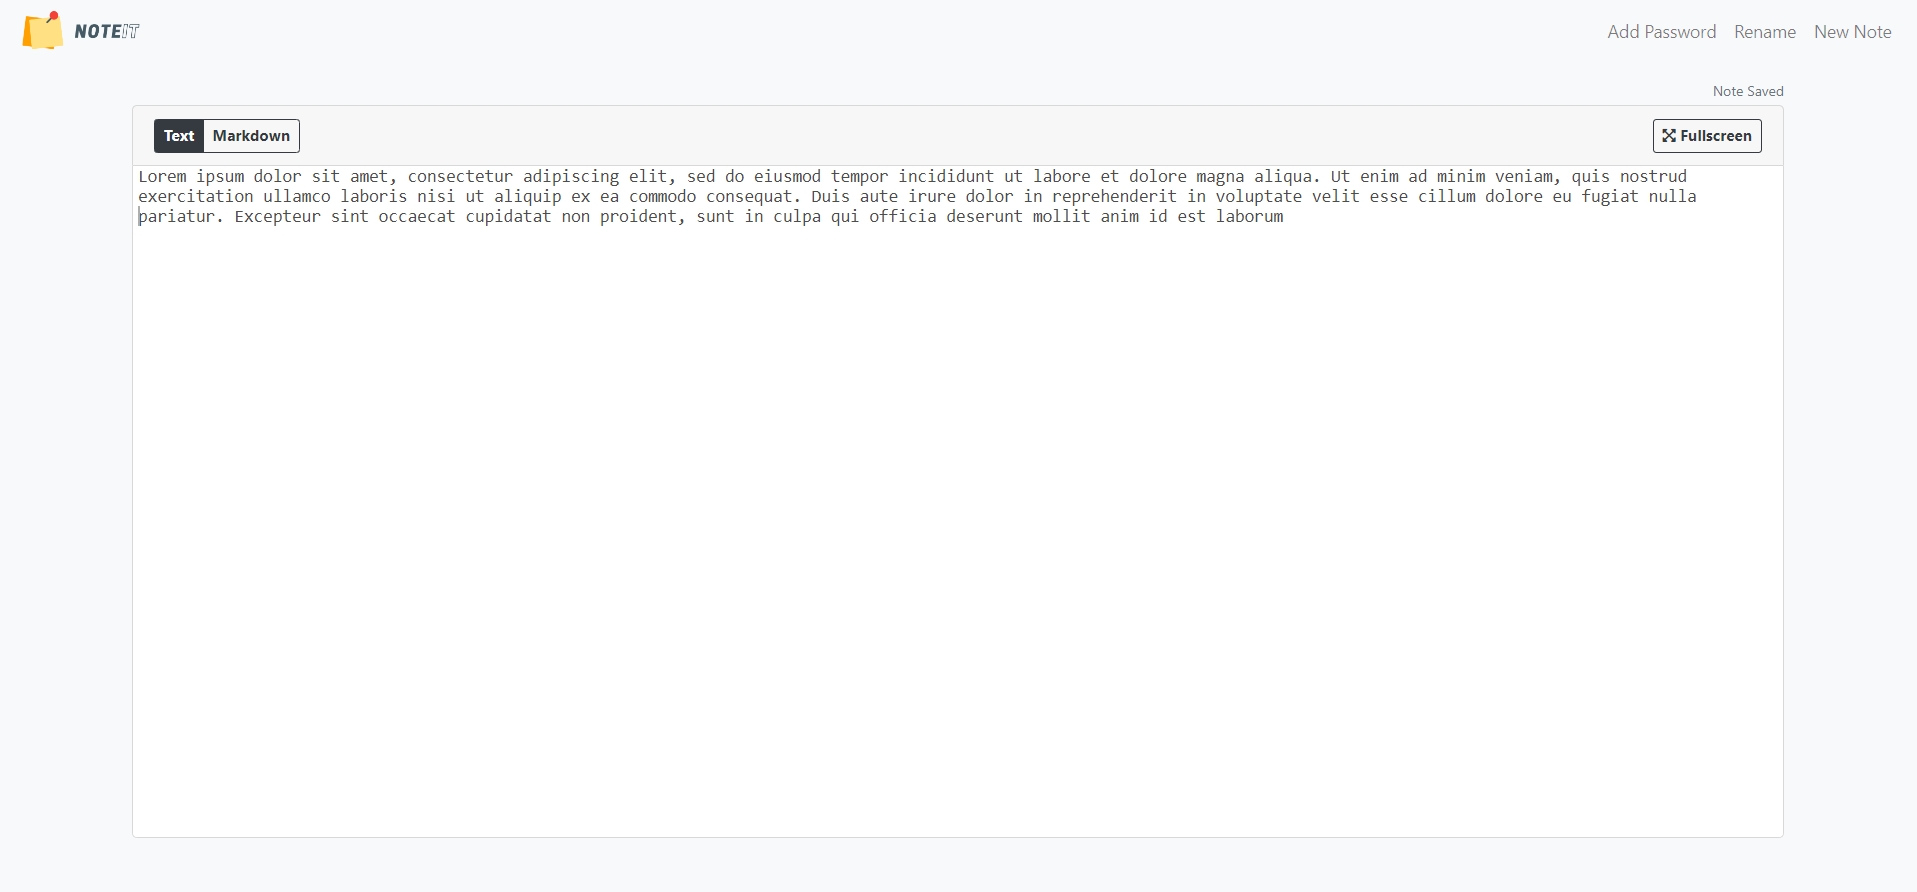 NOTEIT
Add Password Rename New Note
Note Saved
Text Markdown Fullscreen
Lorem ipsum dolor sit amet, consectetur adipiscing elit, sed do eiusmod tempor incididunt ut labore et dolore magna aliqua. Ut enim ad minim veniam, quis nostrud
exercitation ullamco laboris nisi ut aliquip ex ea commodo consequat. Duis aute irure dolor in reprehenderit in voluptate velit esse cillum dolore eu fugiat nulla
pariatur. Excepteur sint occaecat cupidatat non proident, sunt in culpa qui officia deserunt mollit anim id est laborum